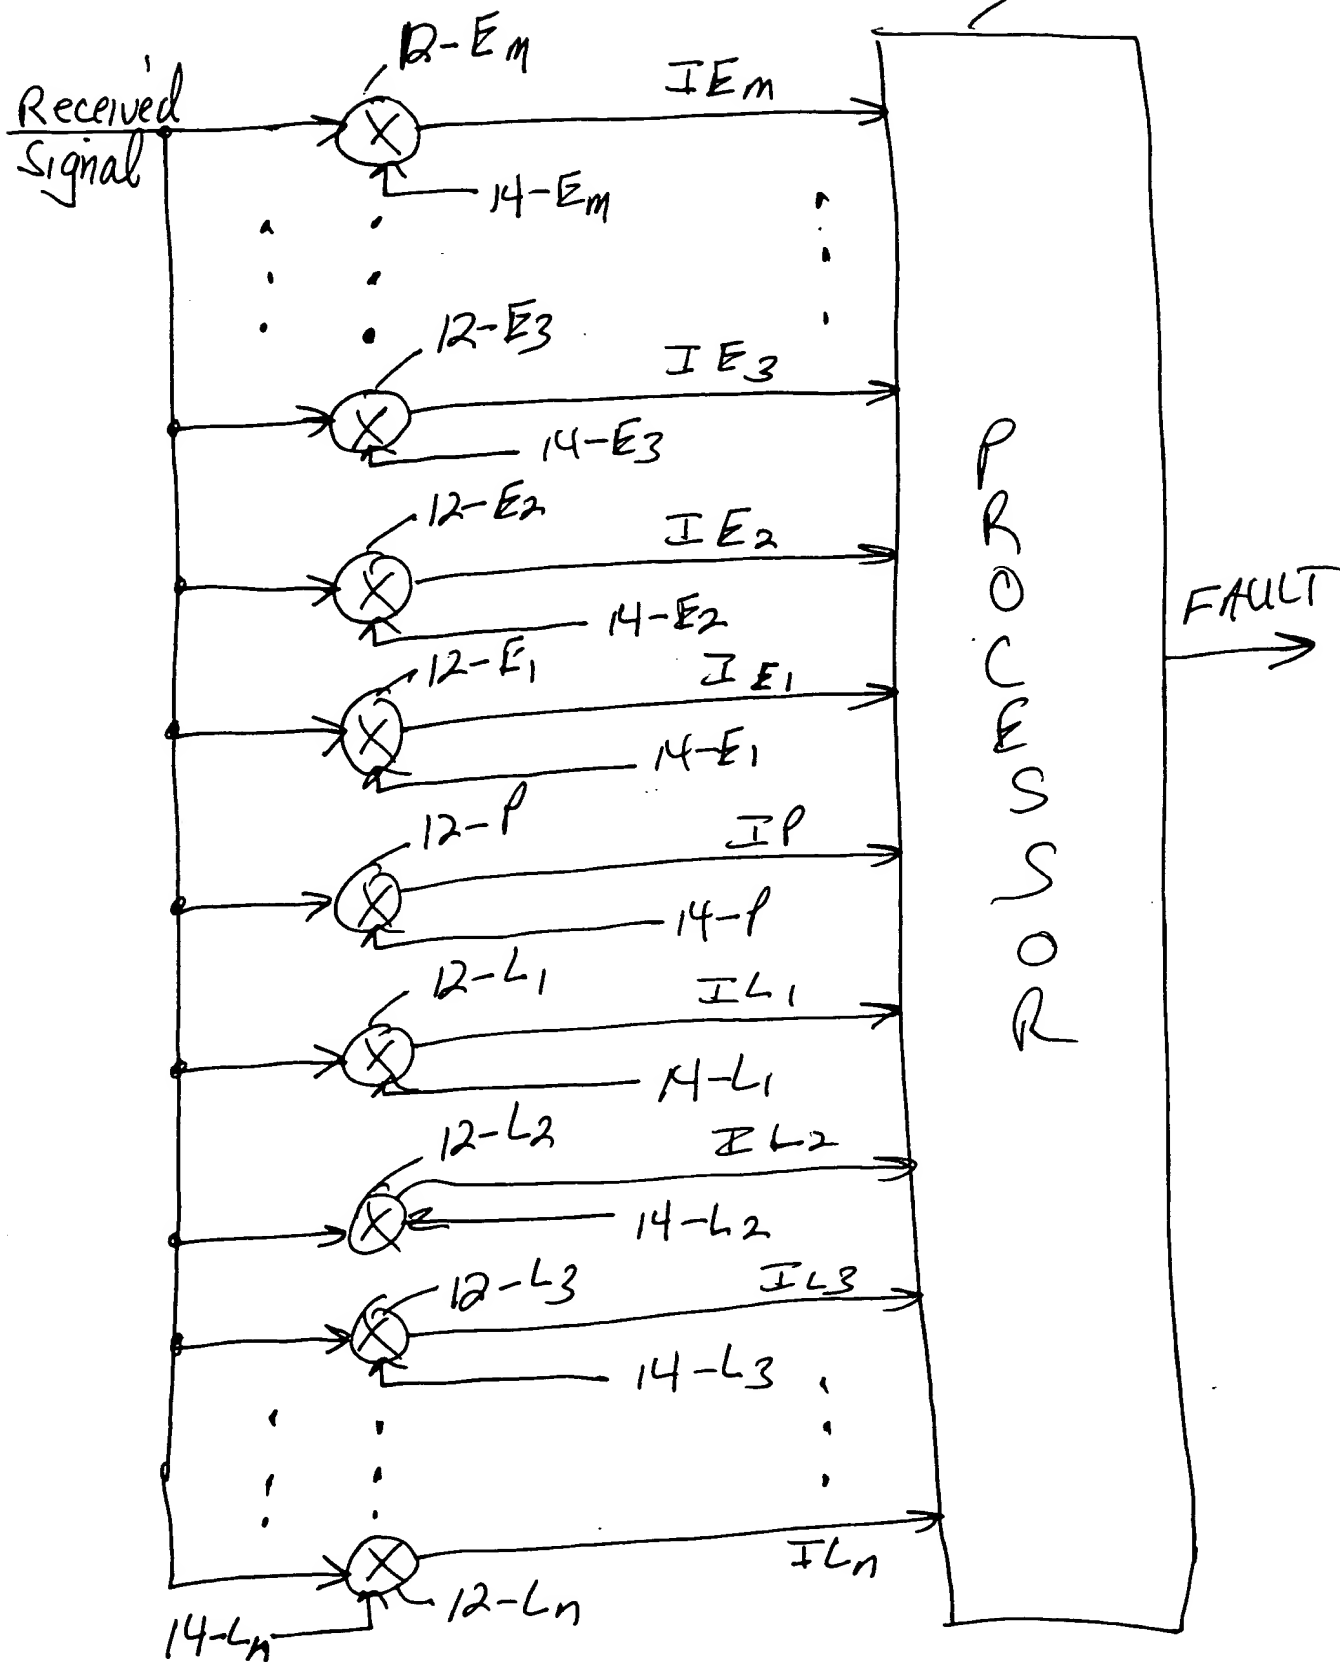 12-Em
IEm
Received
Signal
14-Em
12-E3
IE3
14-E3
12-E2
IE2
14-E2
12-E1
IE1
14-E1
12-P
IP
14-P
12-L1
IL1
14-L1
12-L2
IL2
14-L2
12-L3
IL3
14-L3
ILn
12-Ln
14-Ln
PROCESSOR
FAULT